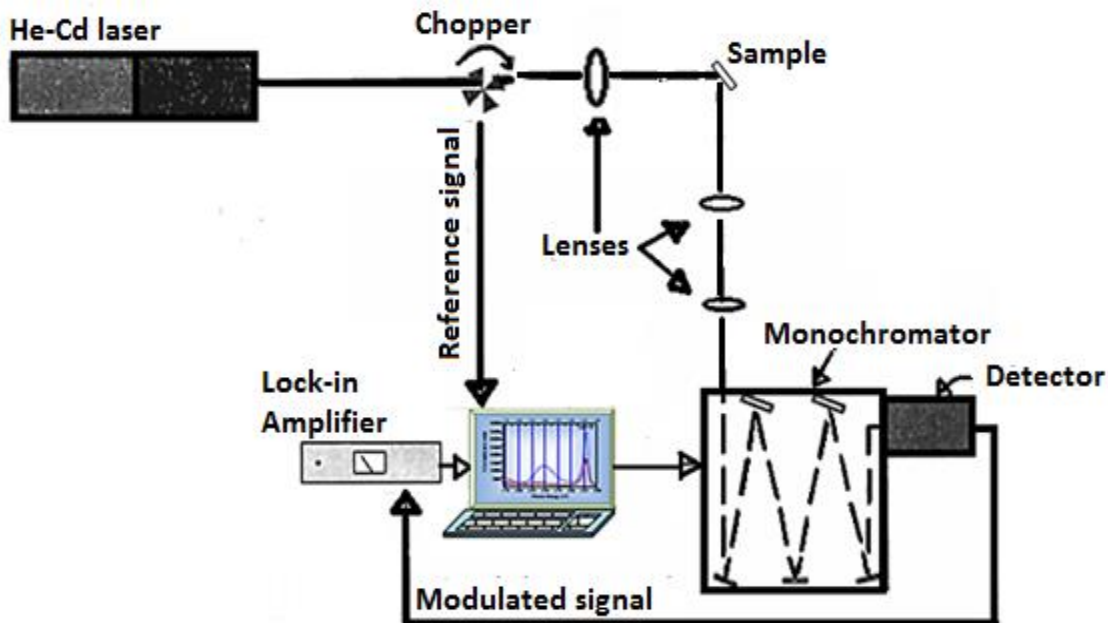 He-Cd laser
Chopper
Sample
Reference signal
Lenses
Monochromator
Detector
Lock-in
Amplifier
Modulated signal